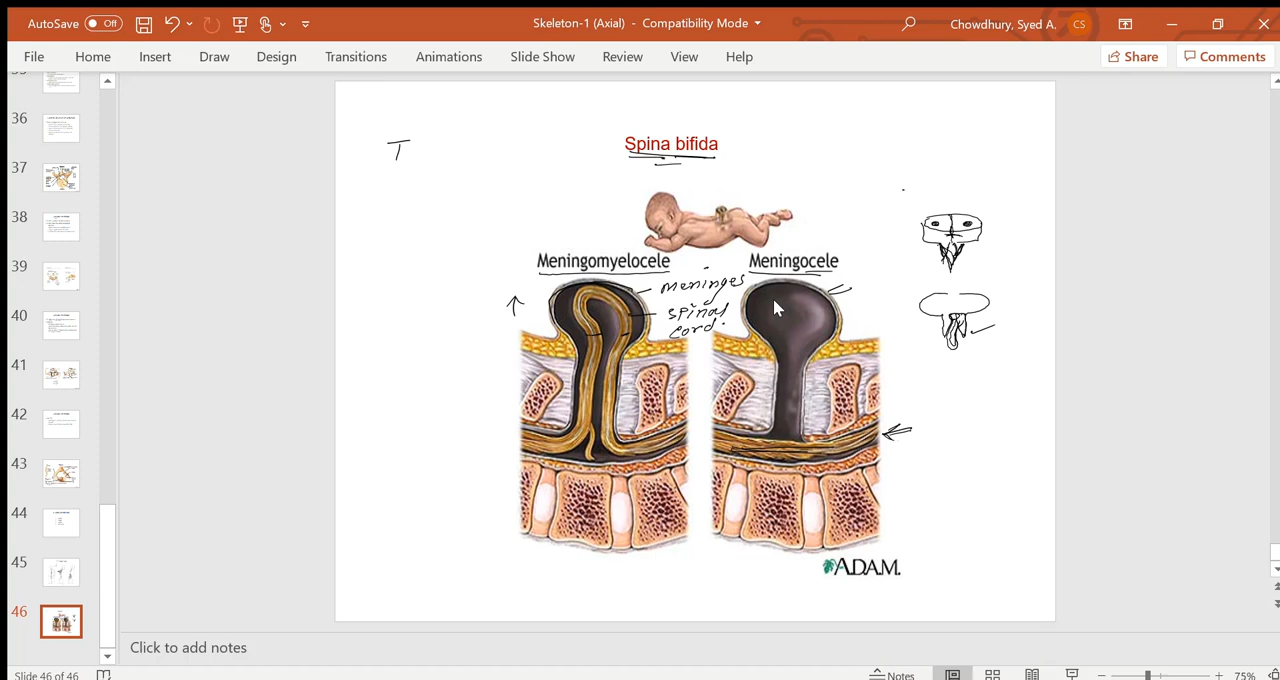 AutoSave Off
Skeleton-1 (Axial) - Compatibility Mode
Chowdhury, Syed A. CS
File Home Insert Draw Design Transitions Animations Slide Show Review View Help Share Comments
36
37
38
39
40
41
42
43
44
45
46
T
Spina bifida
Meningomyelocele
Meningocele
meninges
spinal
cord.
ADAM.
Click to add notes
Slide 46 of 46
Notes
75%